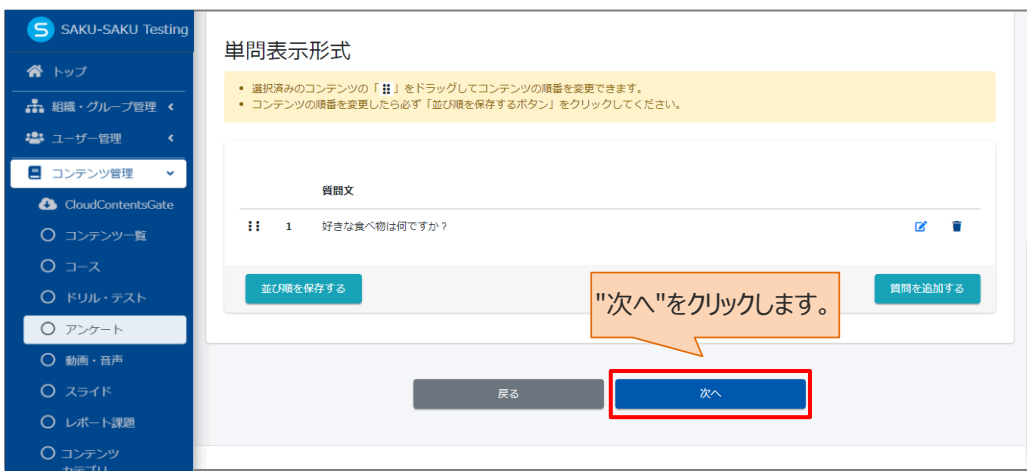 SAKU-SAKU Testing
トップ
組織・グループ管理
ユーザー管理
コンテンツ管理
CloudContentsGate
コンテンツ一覧
コース
ドリル・テスト
アンケート
動画・音声
スライド
レポート課題
コンテンツ
カテゴリ
単問表示形式
• 選択済みのコンテンツの「 」をドラッグしてコンテンツの順番を変更できます。
• コンテンツの順番を変更したら必ず「並び順を保存するボタン」をクリックしてください。
質問文
1 好きな食べ物は何ですか？
並び順を保存する
質問を追加する
"次へ"をクリックします。
戻る
次へ